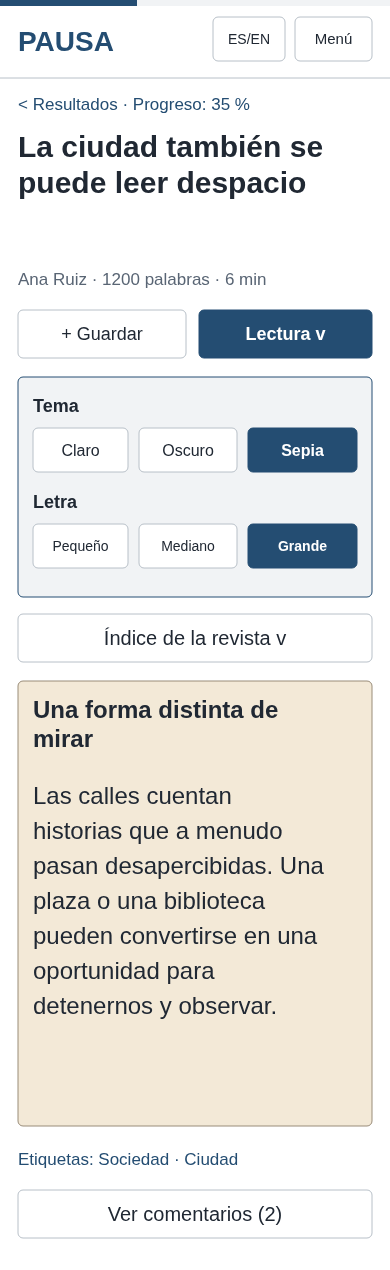 PAUSA
ES/EN
Menú
< Resultados · Progreso: 35 %
La ciudad también se
puede leer despacio
Ana Ruiz · 1200 palabras · 6 min
+ Guardar
Lectura v
Tema
Claro
Oscuro
Sepia
Letra
Pequeño
Mediano
Grande
Índice de la revista v
Una forma distinta de
mirar
Las calles cuentan
historias que a menudo
pasan desapercibidas. Una
plaza o una biblioteca
pueden convertirse en una
oportunidad para
detenernos y observar.
Etiquetas: Sociedad · Ciudad
Ver comentarios (2)